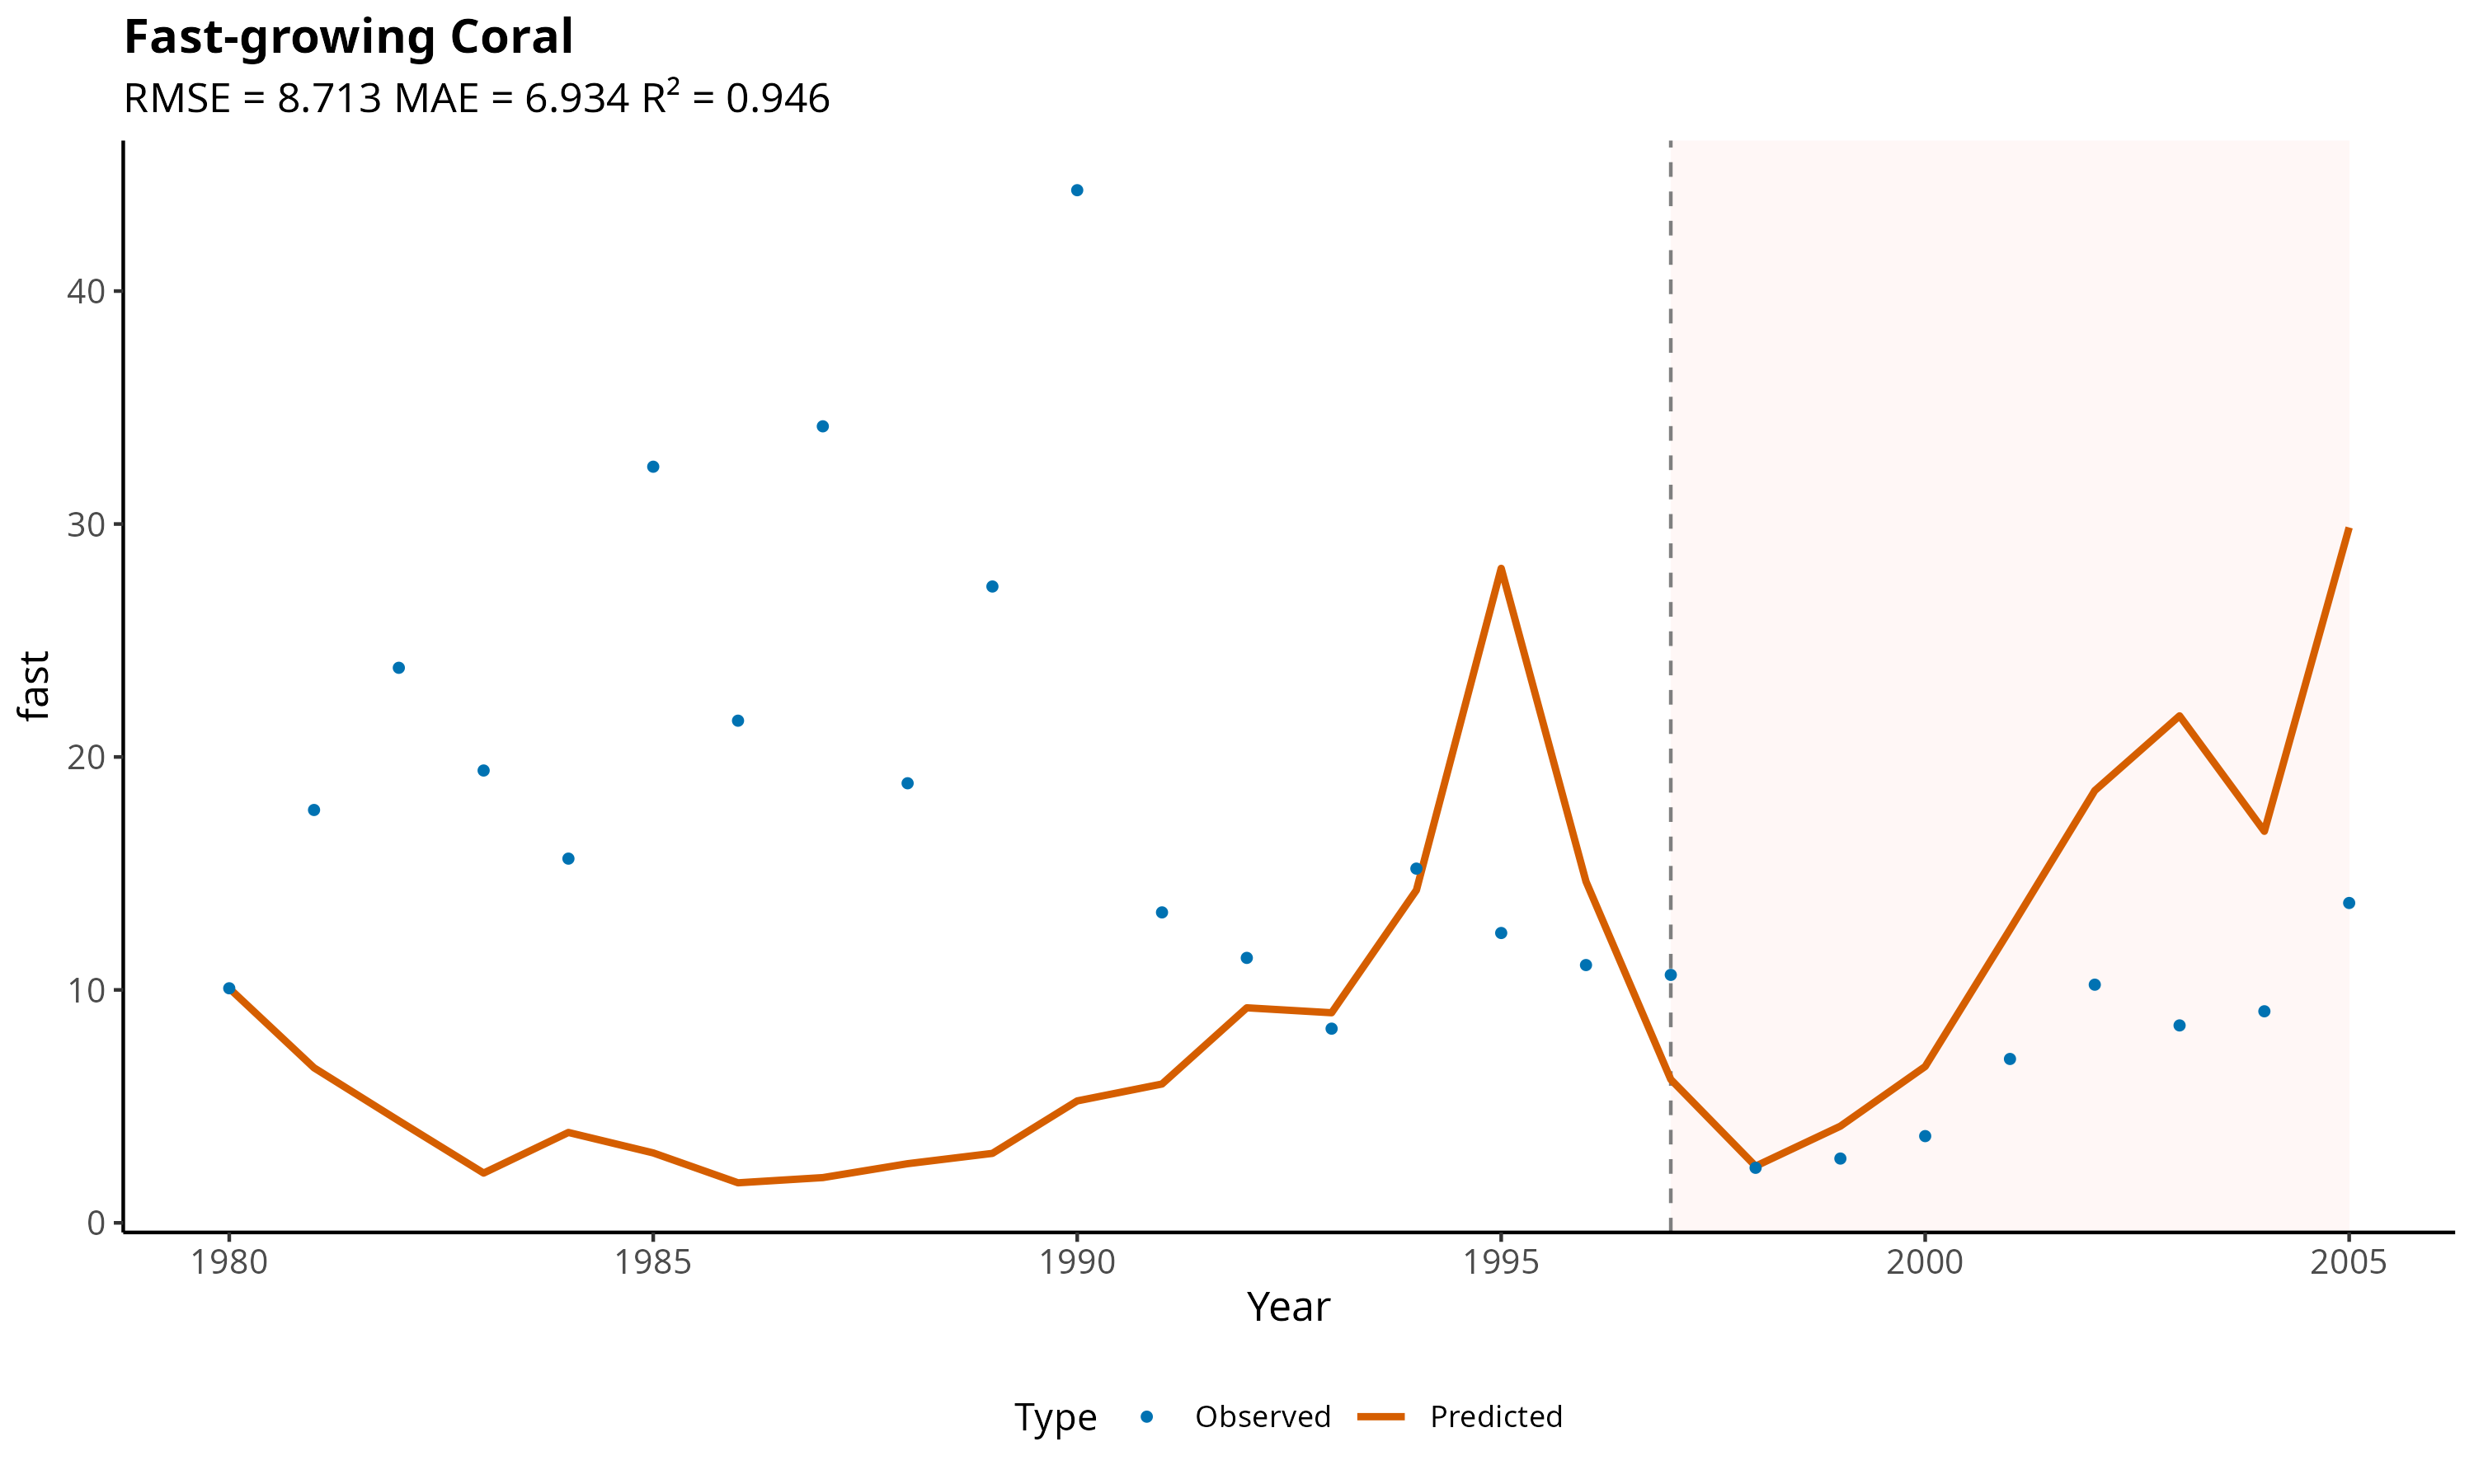 Fast-growing Coral
RMSE = 8.713 MAE = 6.934 R² = 0.946
fast
40
30
20
10
0
1980 1985 1990 1995 2000 2005
Year
Type Observed Predicted